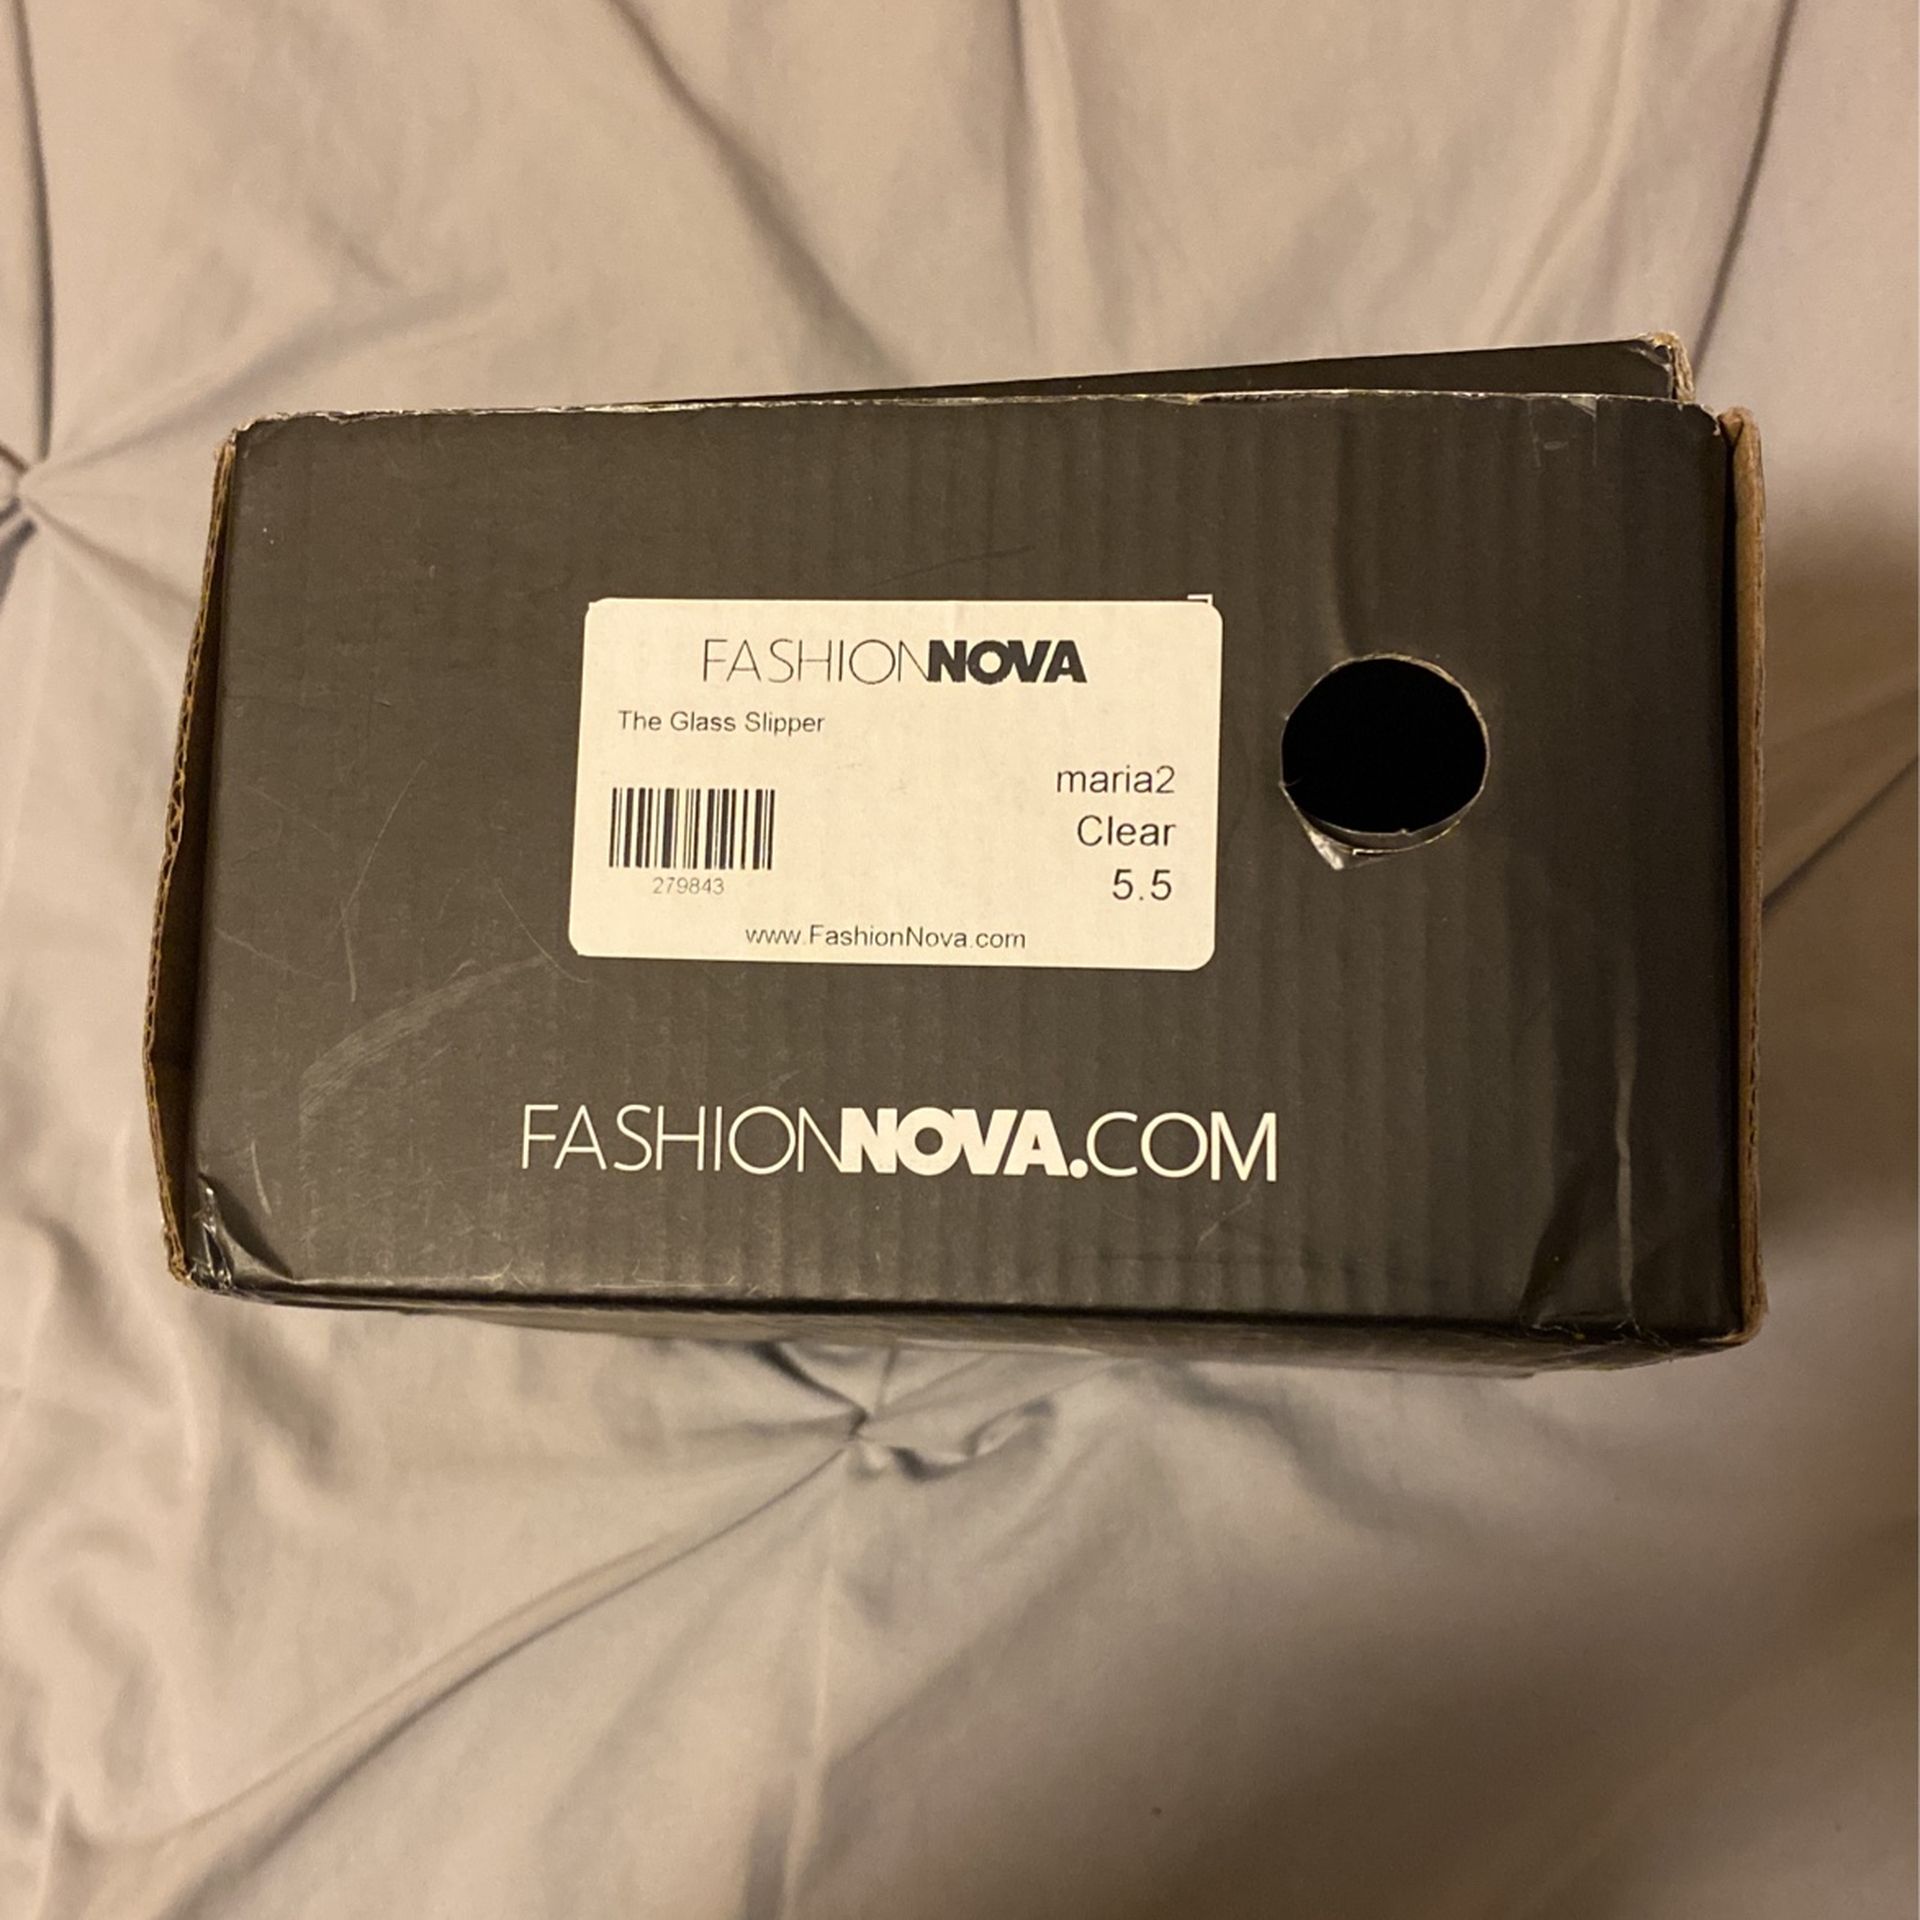 FASHIONNOVA
The Glass Slipper
maria2
Clear
5.5
279843
www.FashionNova.com
FASHIONNOVA.COM